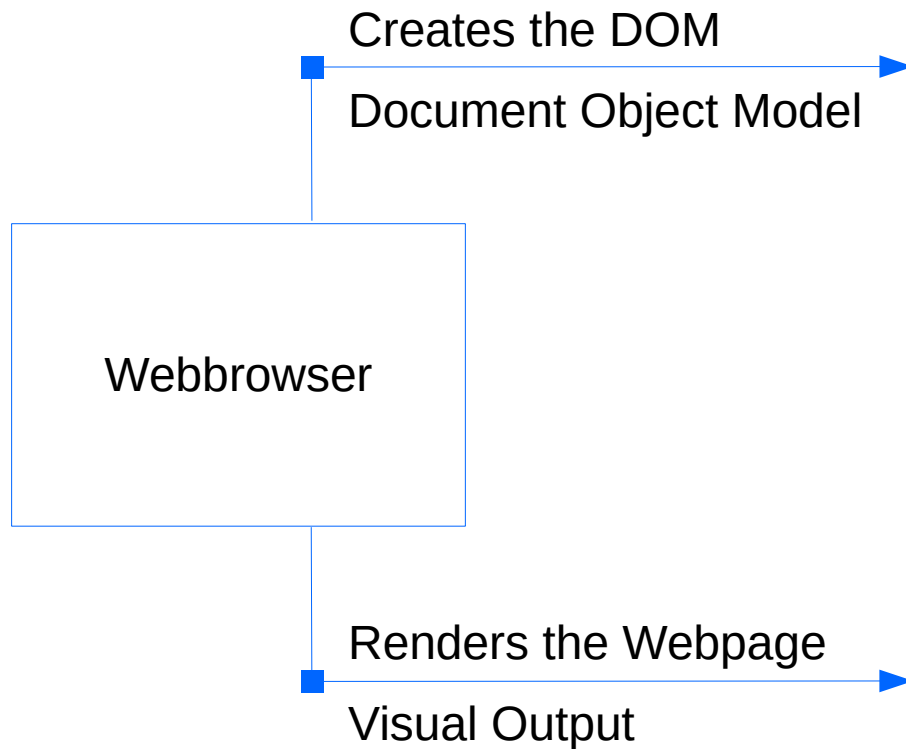 Creates the DOM
Document Object Model
Webbrowser
Renders the Webpage
Visual Output